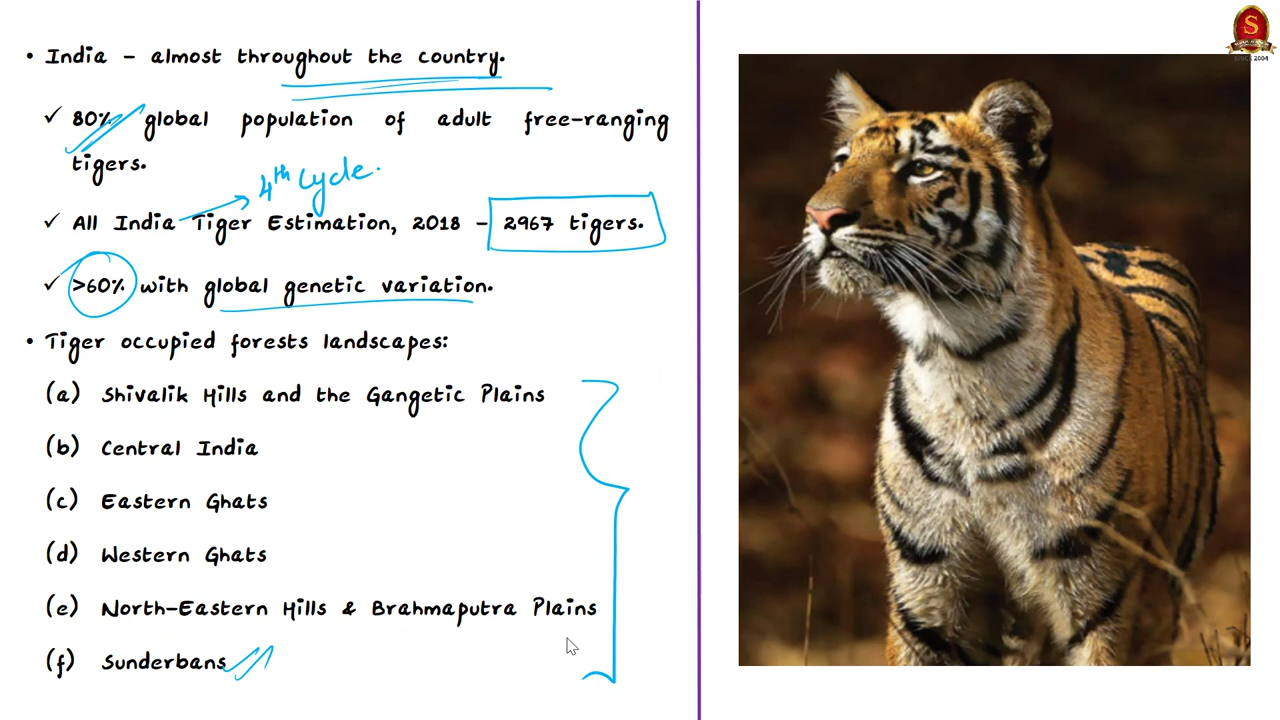 • India - almost throughout the country.
✓ 80% global population of adult free-ranging
tigers.
4th Cycle.
✓ All India Tiger Estimation, 2018 - 2967 tigers.
✓ >60% with global genetic variation.
• Tiger occupied forests landscapes:
(a) Shivalik Hills and the Gangetic Plains
(b) Central India
(c) Eastern Ghats
(d) Western Ghats
(e) North-Eastern Hills & Brahmaputra Plains
(f) Sunderbans
S
SINCE 2004